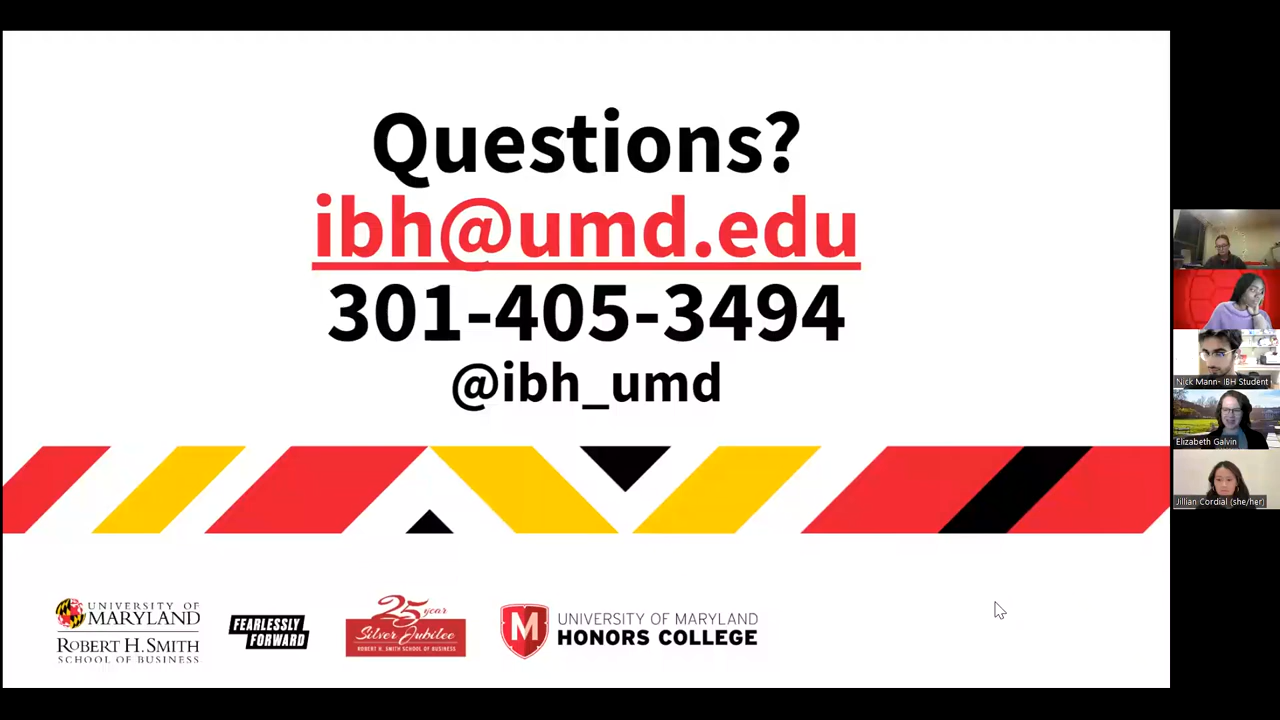 Questions?
ibh@umd.edu
301-405-3494
@ibh_umd
UNIVERSITY OF
MARYLAND
ROBERT H. SMITH
SCHOOL OF BUSINESS
FEARLESSLY
FORWARD
25 year
Silver Jubilee
ROBERT H. SMITH SCHOOL OF BUSINESS
M
UNIVERSITY OF MARYLAND
HONORS COLLEGE
Nick Mann- IBH Student
Elizabeth Galvin
Jillian Cordial (she/her)